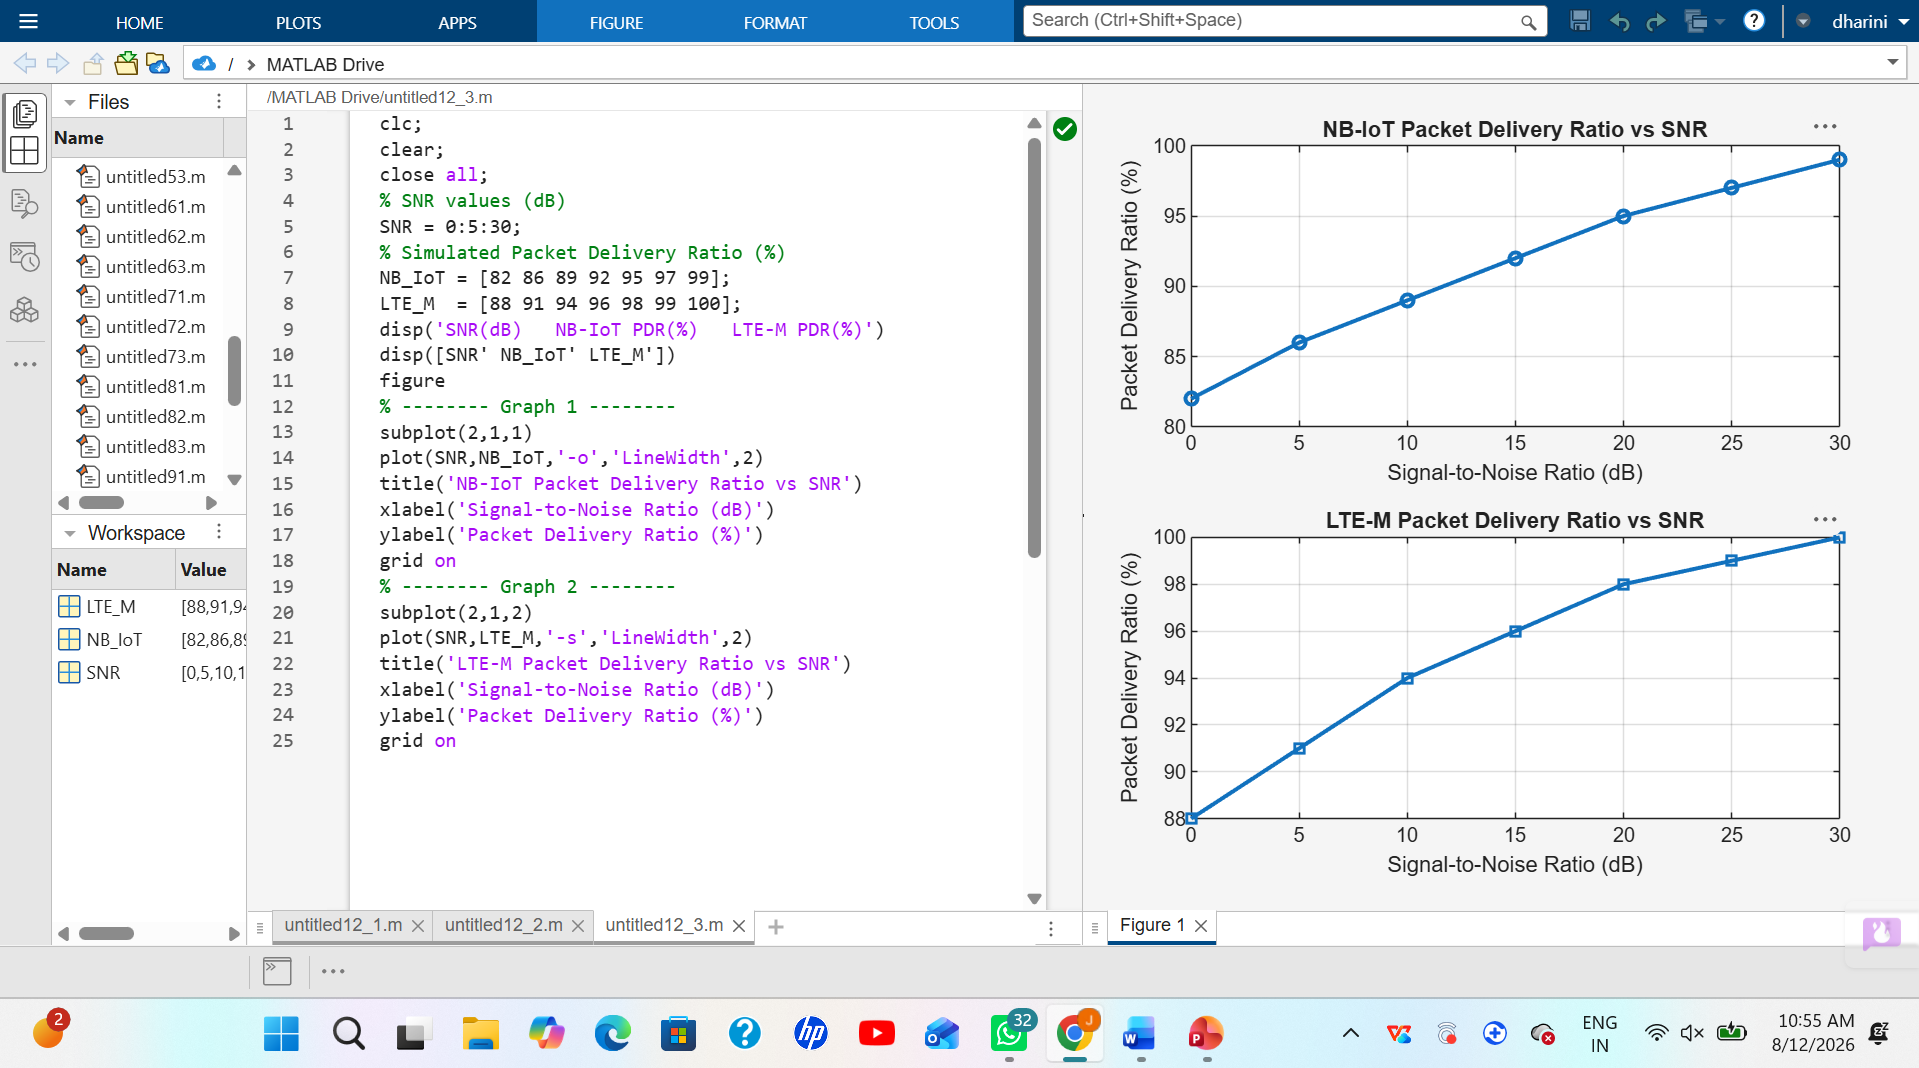 HOME PLOTS APPS FIGURE FORMAT TOOLS Search (Ctrl+Shift+Space) dharini
/ > MATLAB Drive
Files
Name
untitled53.m
untitled61.m
untitled62.m
untitled63.m
untitled71.m
untitled72.m
untitled73.m
untitled81.m
untitled82.m
untitled83.m
untitled91.m
Workspace
Name Value
LTE_M [88,91,94
NB_IoT [82,86,89
SNR [0,5,10,1
/MATLAB Drive/untitled12_3.m
1 clc;
2 clear;
3 close all;
4 % SNR values (dB)
5 SNR = 0:5:30;
6 % Simulated Packet Delivery Ratio (%)
7 NB_IoT = [82 86 89 92 95 97 99];
8 LTE_M  = [88 91 94 96 98 99 100];
9 disp('SNR(dB)   NB-IoT PDR(%)   LTE-M PDR(%)')
10 disp([SNR' NB_IoT' LTE_M'])
11 figure
12 % -------- Graph 1 --------
13 subplot(2,1,1)
14 plot(SNR,NB_IoT,'-o','LineWidth',2)
15 title('NB-IoT Packet Delivery Ratio vs SNR')
16 xlabel('Signal-to-Noise Ratio (dB)')
17 ylabel('Packet Delivery Ratio (%)')
18 grid on
19 % -------- Graph 2 --------
20 subplot(2,1,2)
21 plot(SNR,LTE_M,'-s','LineWidth',2)
22 title('LTE-M Packet Delivery Ratio vs SNR')
23 xlabel('Signal-to-Noise Ratio (dB)')
24 ylabel('Packet Delivery Ratio (%)')
25 grid on
untitled12_1.m untitled12_2.m untitled12_3.m
NB-IoT Packet Delivery Ratio vs SNR
Packet Delivery Ratio (%)
100
95
90
85
80
0 5 10 15 20 25 30
Signal-to-Noise Ratio (dB)
LTE-M Packet Delivery Ratio vs SNR
Packet Delivery Ratio (%)
100
98
96
94
92
90
88
0 5 10 15 20 25 30
Signal-to-Noise Ratio (dB)
Figure 1
2
hp
32
J
ENG
IN
10:55 AM
8/12/2026